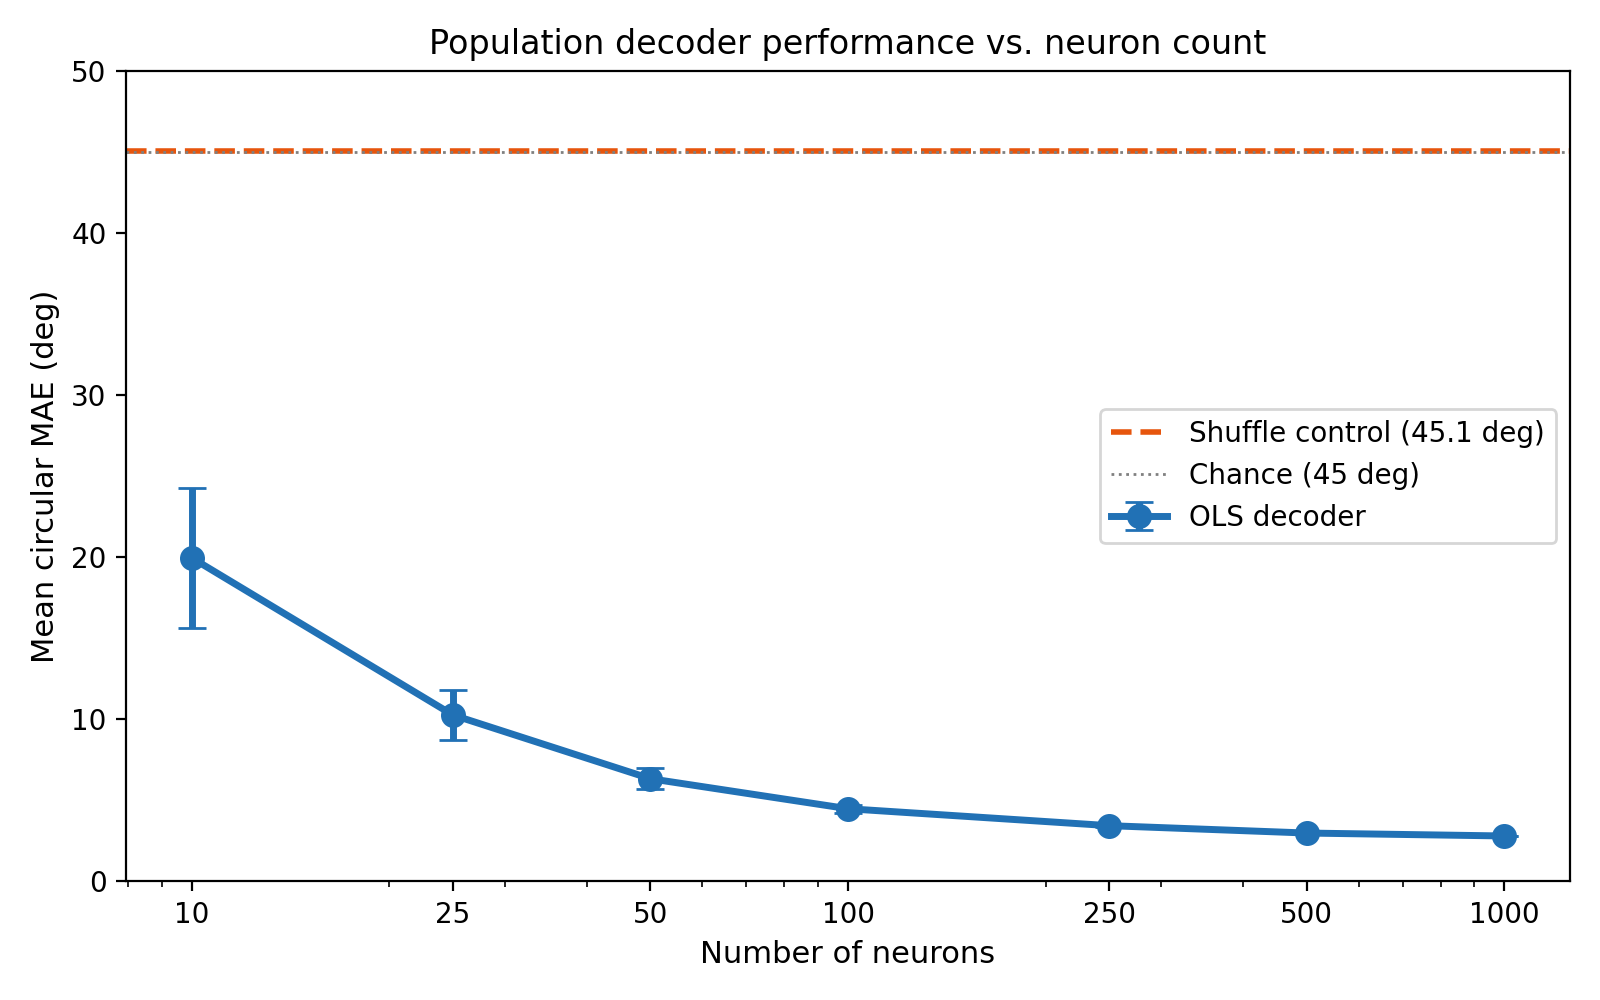 Population decoder performance vs. neuron count
50
40
30
20
10
0
Mean circular MAE (deg)
Shuffle control (45.1 deg)
Chance (45 deg)
OLS decoder
10 25 50 100 250 500 1000
Number of neurons